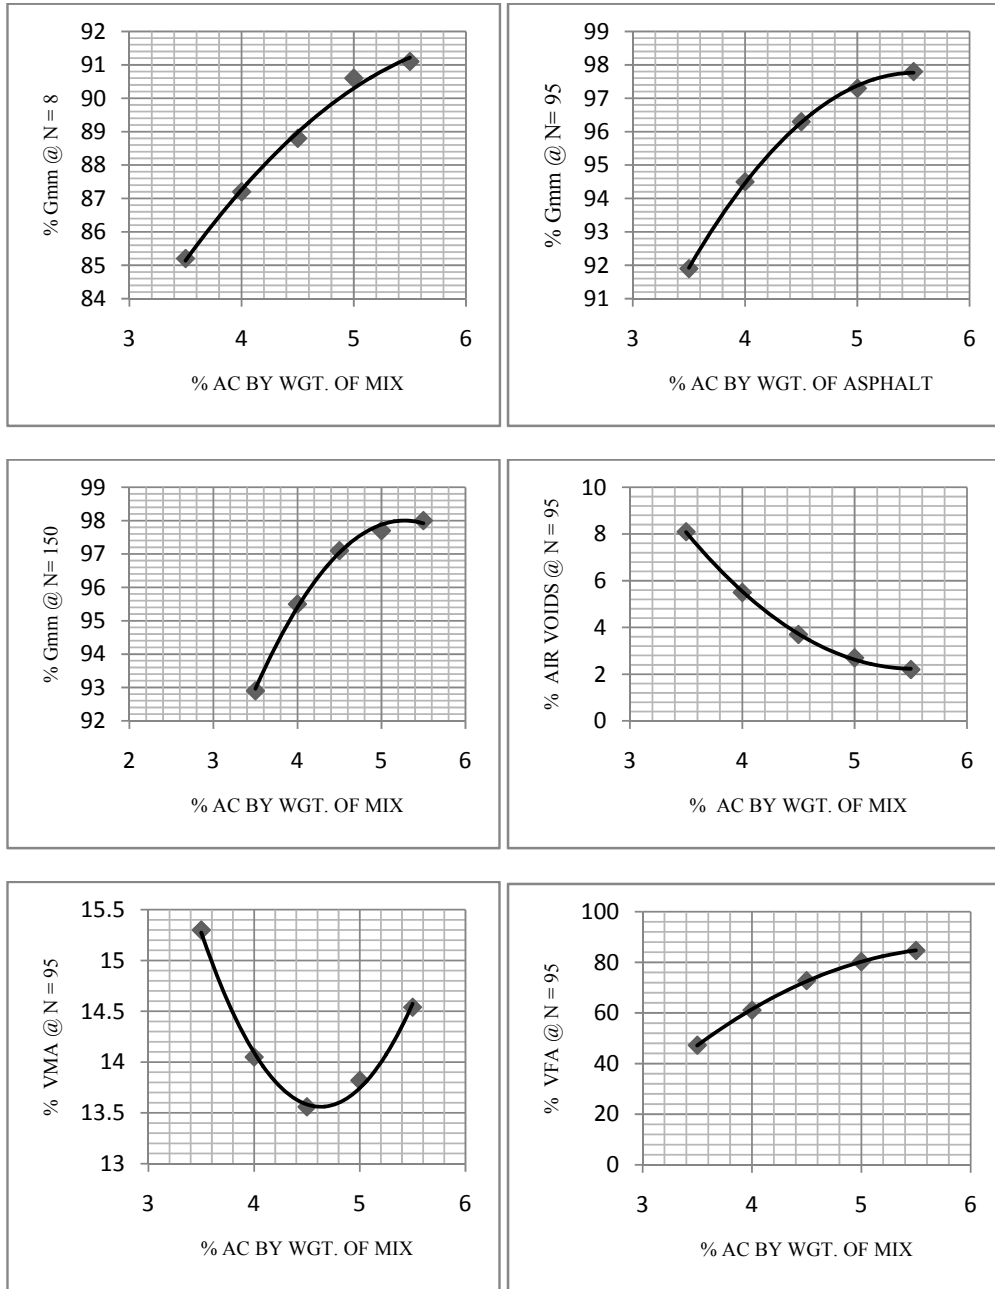 92
91
90
89
88
87
86
85
84
% Gmm @ N = 8
3 4 5 6
% AC BY WGT. OF MIX
99
98
97
96
95
94
93
92
91
% Gmm @ N= 95
3 4 5 6
% AC BY WGT. OF ASPHALT
99
98
97
96
95
94
93
92
% Gmm @ N= 150
2 3 4 5 6
% AC BY WGT. OF MIX
10
8
6
4
2
0
% AIR VOIDS @ N = 95
3 4 5 6
% AC BY WGT. OF MIX
15.5
15
14.5
14
13.5
13
% VMA @ N = 95
3 4 5 6
% AC BY WGT. OF MIX
100
80
60
40
20
0
% VFA @ N = 95
3 4 5 6
% AC BY WGT. OF MIX